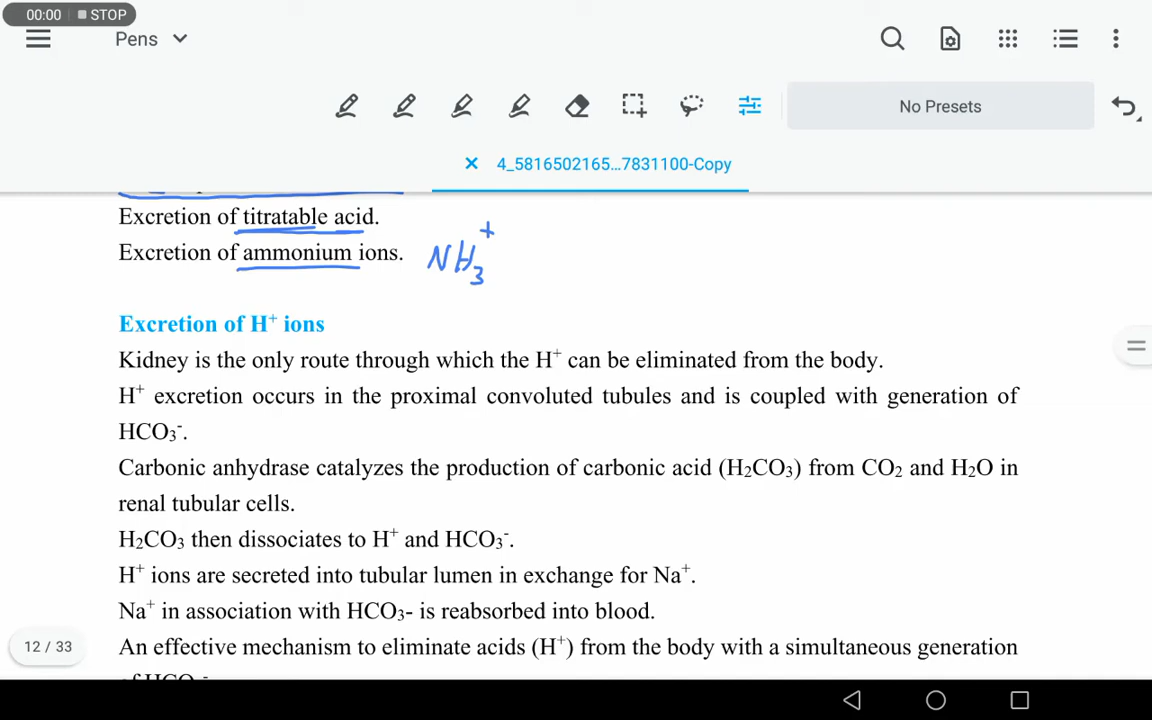 00:00 STOP
Pens
No Presets
4_5816502165...7831100-Copy
Excretion of titratable acid.
Excretion of ammonium ions. NH₃⁺
Excretion of H⁺ ions
Kidney is the only route through which the H⁺ can be eliminated from the body.
H⁺ excretion occurs in the proximal convoluted tubules and is coupled with generation of
HCO₃⁻.
Carbonic anhydrase catalyzes the production of carbonic acid (H₂CO₃) from CO₂ and H₂O in
renal tubular cells.
H₂CO₃ then dissociates to H⁺ and HCO₃⁻.
H⁺ ions are secreted into tubular lumen in exchange for Na⁺.
Na⁺ in association with HCO₃- is reabsorbed into blood.
12 / 33
An effective mechanism to eliminate acids (H⁺) from the body with a simultaneous generation
of HCO₃⁻